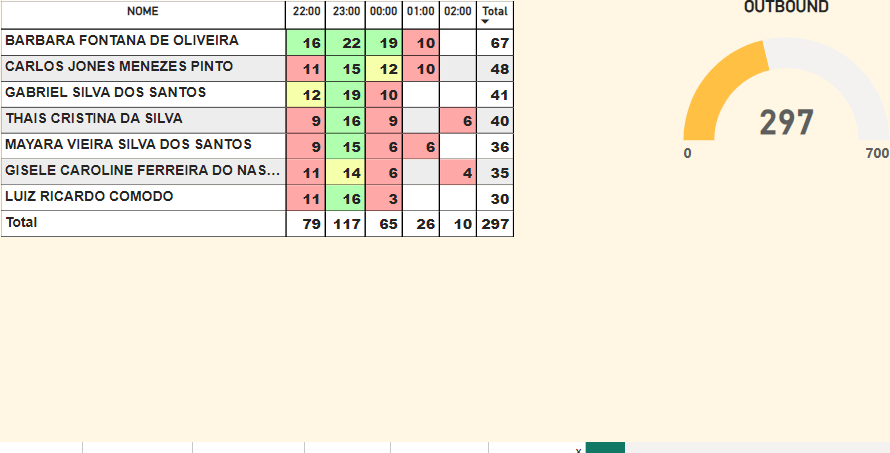 NOME 22:00 23:00 00:00 01:00 02:00 Total
BARBARA FONTANA DE OLIVEIRA 16 22 19 10 67
CARLOS JONES MENEZES PINTO 11 15 12 10 48
GABRIEL SILVA DOS SANTOS 12 19 10 41
THAIS CRISTINA DA SILVA 9 16 9 6 40
MAYARA VIEIRA SILVA DOS SANTOS 9 15 6 6 36
GISELE CAROLINE FERREIRA DO NAS... 11 14 6 4 35
LUIZ RICARDO COMODO 11 16 3 30
Total 79 117 65 26 10 297
OUTBOUND
297
0 700
x